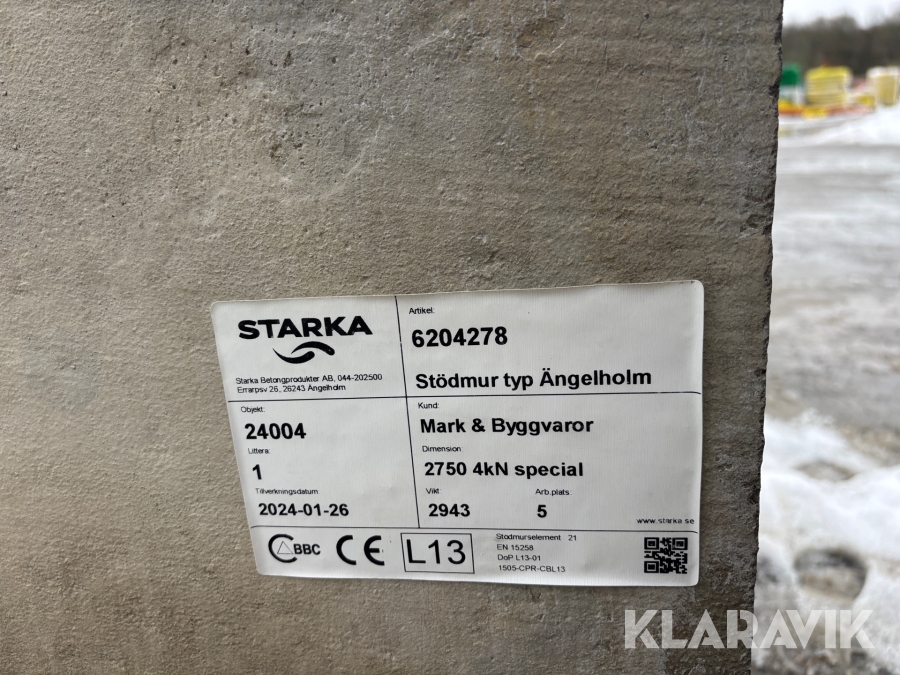 STARKA
Starka Betongprodukter AB, 044-202500
Errarpsv 26, 26243 Ängelholm
Artikel:
6204278
Stödmur typ Ängelholm
Objekt:
24004
Littera:
1
Tillverkningsdatum:
2024-01-26
Kund:
Mark & Byggvaror
Dimension:
2750 4kN special
Vikt:
2943
Arb.plats:
5
www.starka.se
BBC
CE
L13
Stödmurselement 21
EN 15258
DoP L13-01
1505-CPR-CBL13
KLARAVIK